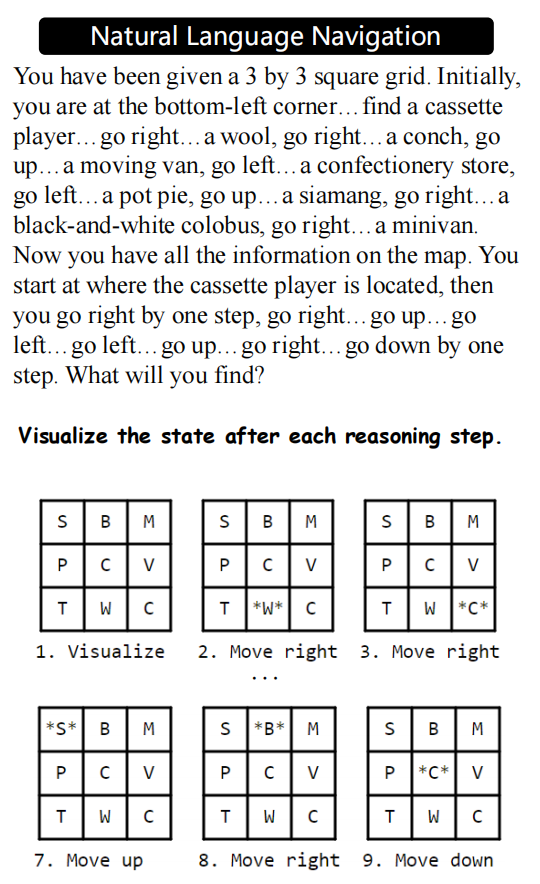 Natural Language Navigation
You have been given a 3 by 3 square grid. Initially,
you are at the bottom-left corner…find a cassette
player…go right…a wool, go right…a conch, go
up…a moving van, go left…a confectionery store,
go left…a pot pie, go up…a siamang, go right…a
black-and-white colobus, go right…a minivan.
Now you have all the information on the map. You
start at where the cassette player is located, then
you go right by one step, go right…go up…go
left…go left…go up…go right…go down by one
step. What will you find?
Visualize the state after each reasoning step.
S B M
P C V
T W C
1. Visualize
S B M
P C V
T *W* C
2. Move right
S B M
P C V
T W *C*
3. Move right
...
*S* B M
P C V
T W C
7. Move up
S *B* M
P C V
T W C
8. Move right
S B M
P *C* V
T W C
9. Move down